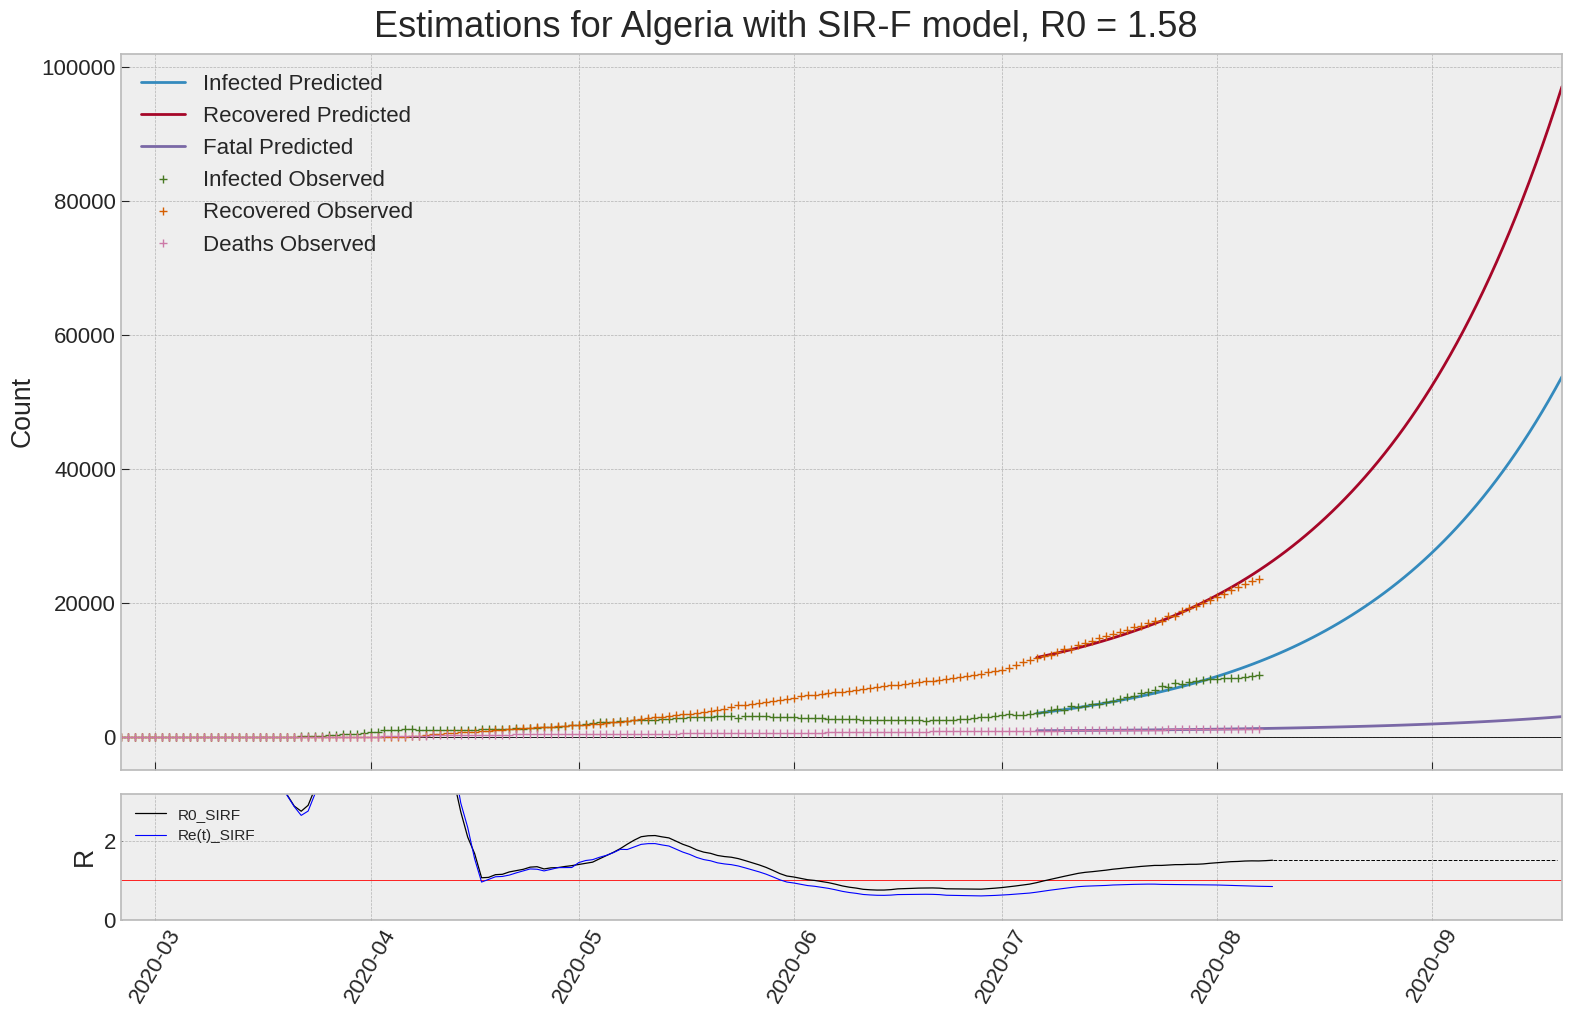 Estimations for Algeria with SIR-F model, R0 = 1.58
100000
80000
60000
40000
20000
0
Count
Infected Predicted
Recovered Predicted
Fatal Predicted
Infected Observed
Recovered Observed
Deaths Observed
R0_SIRF
Re(t)_SIRF
2
0
R
2020-03
2020-04
2020-05
2020-06
2020-07
2020-08
2020-09